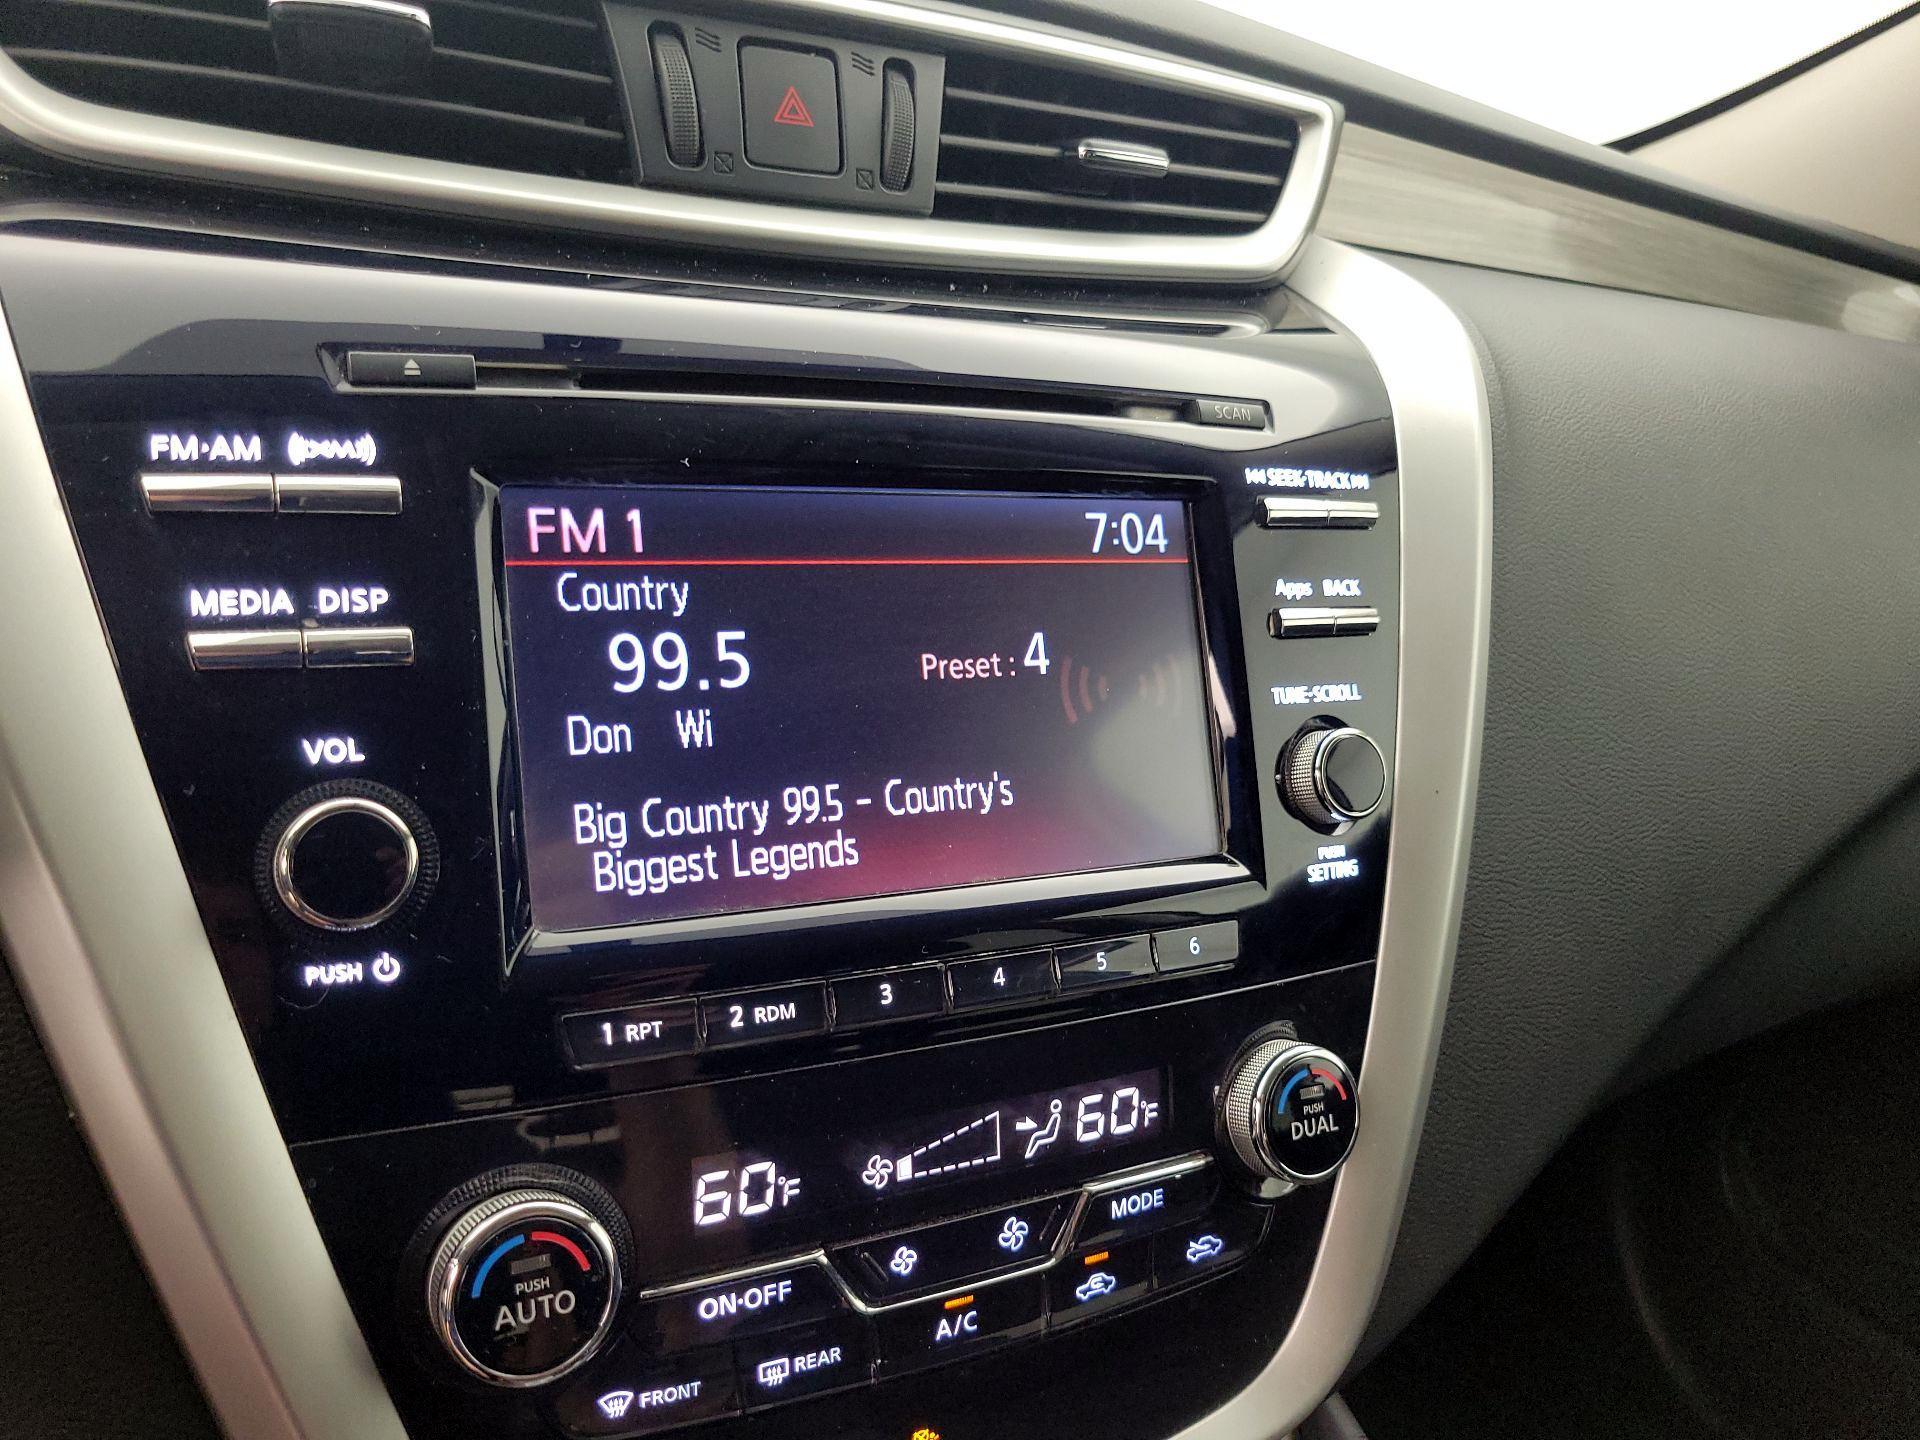 SCAN
FM•AM ((XM))
SEEK•TRACK
FM 1 7:04
Country
99.5 Preset : 4
Don Wi
Big Country 99.5 - Country's
Biggest Legends
MEDIA DISP
Apps BACK
TUNE•SCROLL
VOL
PUSH
SETTING
PUSH
1 RPT 2 RDM 3 4 5 6
60°F 60°F
PUSH
DUAL
PUSH
AUTO
ON•OFF MODE
A/C
FRONT REAR